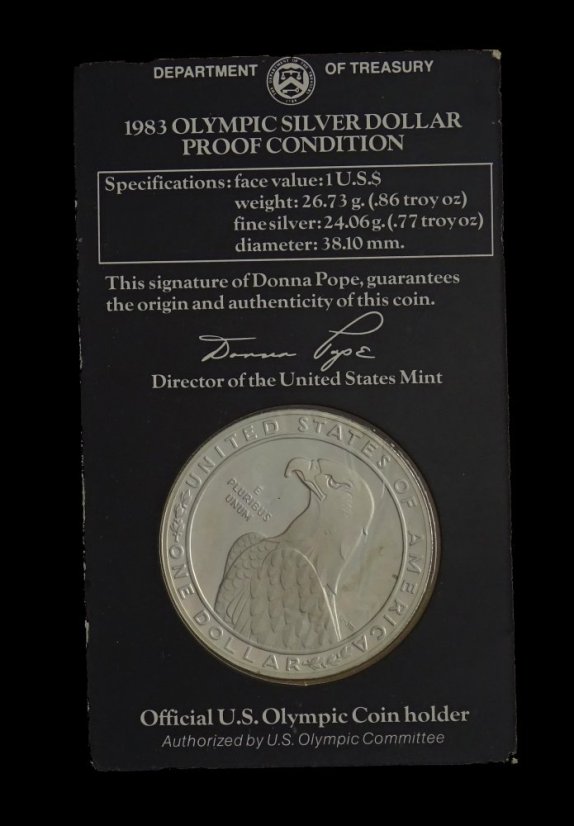 DEPARTMENT OF TREASURY
1983 OLYMPIC SILVER DOLLAR
PROOF CONDITION
Specifications: face value: 1 U.S.$
weight: 26.73 g. (.86 troy oz)
fine silver: 24.06 g. (.77 troy oz)
diameter: 38.10 mm.
This signature of Donna Pope, guarantees
the origin and authenticity of this coin.
Donna Pope
Director of the United States Mint
UNITED STATES OF AMERICA
E
PLURIBUS
UNUM
ONE DOLLAR
Official U.S. Olympic Coin holder
Authorized by U.S. Olympic Committee